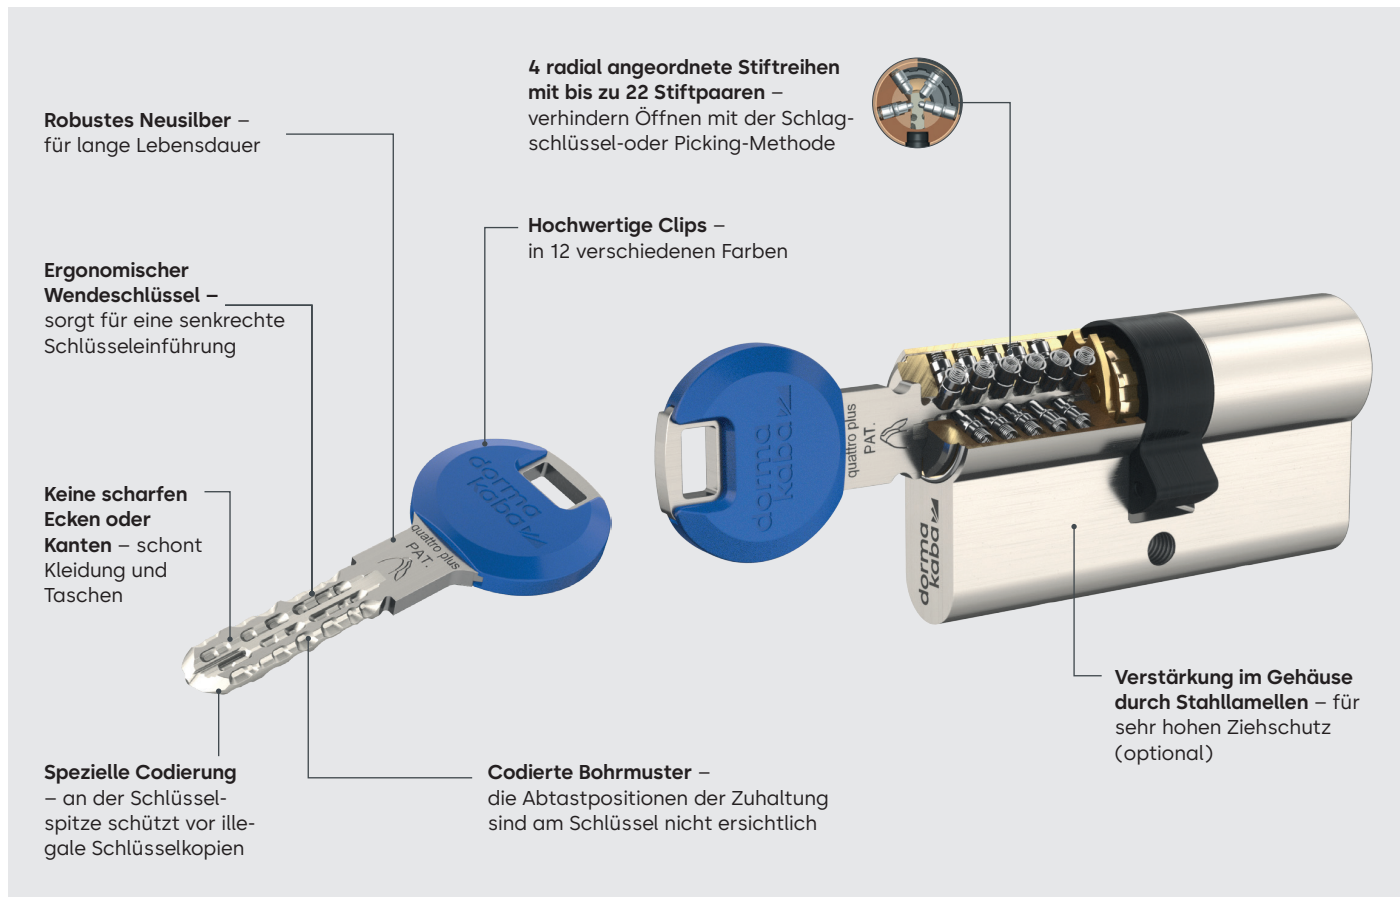 4 radial angeordnete Stiftreihen
mit bis zu 22 Stiftpaaren –
verhindern Öffnen mit der Schlag-
schlüssel-oder Picking-Methode
Robustes Neusilber –
für lange Lebensdauer
Hochwertige Clips –
in 12 verschiedenen Farben
Ergonomischer
Wendeschlüssel –
sorgt für eine senkrechte
Schlüsseleinführung
Keine scharfen
Ecken oder
Kanten – schont
Kleidung und
Taschen
dorma
kaba
quattro plus
PAT.
dorma
kaba
quattro plus
PAT.
dorma
kaba
Verstärkung im Gehäuse
durch Stahllamellen – für
sehr hohen Ziehschutz
(optional)
Spezielle Codierung
– an der Schlüssel-
spitze schützt vor ille-
gale Schlüsselkopien
Codierte Bohrmuster –
die Abtastpositionen der Zuhaltung
sind am Schlüssel nicht ersichtlich